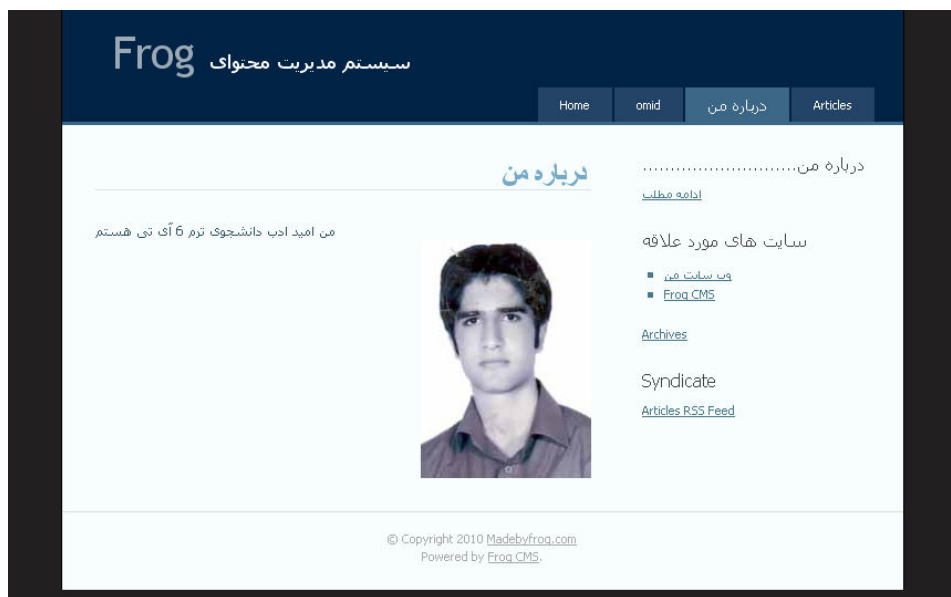 Frog سیستم مدیریت محتوای
Home
omid
درباره من
Articles
درباره من
من امید ادب دانشجوی ترم 6 آی تی هستم
درباره من............................
ادامه مطلب
سایت های مورد علاقه
وب سایت من
Frog CMS
Archives
Syndicate
Articles RSS Feed
© Copyright 2010 Madebyfrog.com
Powered by Frog CMS.